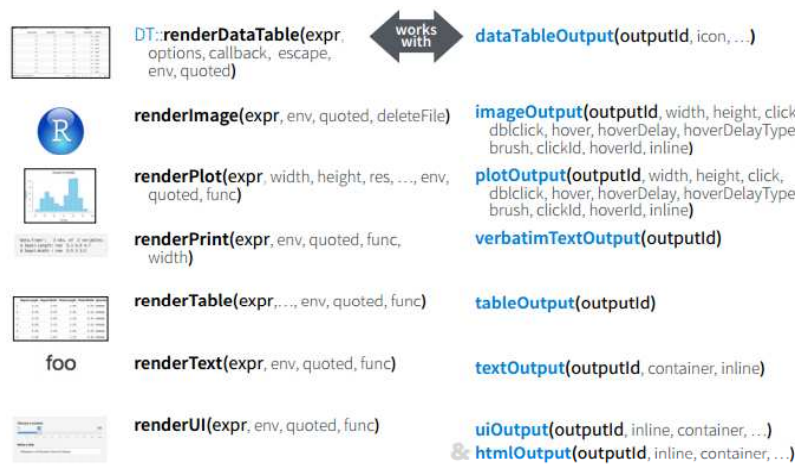 DT::renderDataTable(expr,
options, callback, escape,
env, quoted)
works
with
dataTableOutput(outputId, icon, …)
R
renderImage(expr, env, quoted, deleteFile)
imageOutput(outputId, width, height, click,
dblclick, hover, hoverDelay, hoverDelayType,
brush, clickId, hoverId, inline)
renderPlot(expr, width, height, res, …, env,
quoted, func)
plotOutput(outputId, width, height, click,
dblclick, hover, hoverDelay, hoverDelayType,
brush, clickId, hoverId, inline)
renderPrint(expr, env, quoted, func,
width)
verbatimTextOutput(outputId)
renderTable(expr,…, env, quoted, func)
tableOutput(outputId)
foo
renderText(expr, env, quoted, func)
textOutput(outputId, container, inline)
renderUI(expr, env, quoted, func)
uiOutput(outputId, inline, container, …)
& htmlOutput(outputId, inline, container, …)